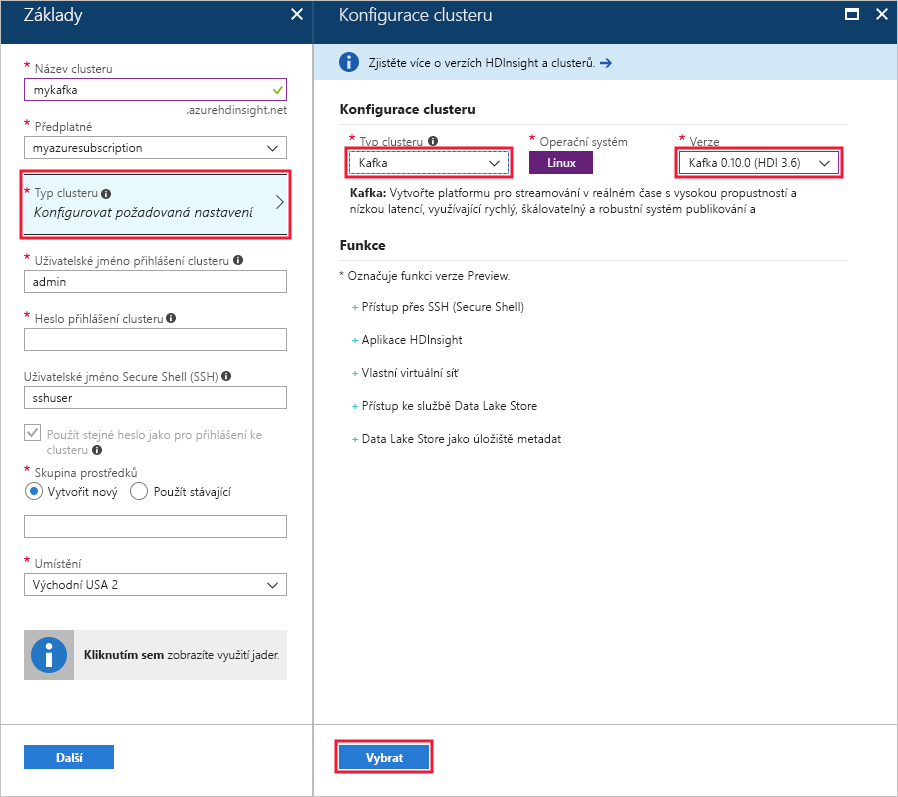 Základy
* Název clusteru
mykafka
.azurehdinsight.net
* Předplatné
myazuresubscription
* Typ clusteru
Konfigurovat požadovaná nastavení
* Uživatelské jméno přihlášení clusteru
admin
* Heslo přihlášení clusteru
Uživatelské jméno Secure Shell (SSH)
sshuser
Použít stejné heslo jako pro přihlášení ke
clusteru
* Skupina prostředků
Vytvořit nový Použít stávající
* Umístění
Východní USA 2
Kliknutím sem zobrazíte využití jader.
Další
Konfigurace clusteru
Zjistěte více o verzích HDInsight a clusterů. →
Konfigurace clusteru
* Typ clusteru * Operační systém * Verze
Kafka Linux Kafka 0.10.0 (HDI 3.6)
Kafka: Vytvořte platformu pro streamování v reálném čase s vysokou propustností a
nízkou latencí, využívající rychlý, škálovatelný a robustní systém publikování a
Funkce
* Označuje funkci verze Preview.
+ Přístup přes SSH (Secure Shell)
+ Aplikace HDInsight
+ Vlastní virtuální síť
+ Přístup ke službě Data Lake Store
+ Data Lake Store jako úložiště metadat
Vybrat